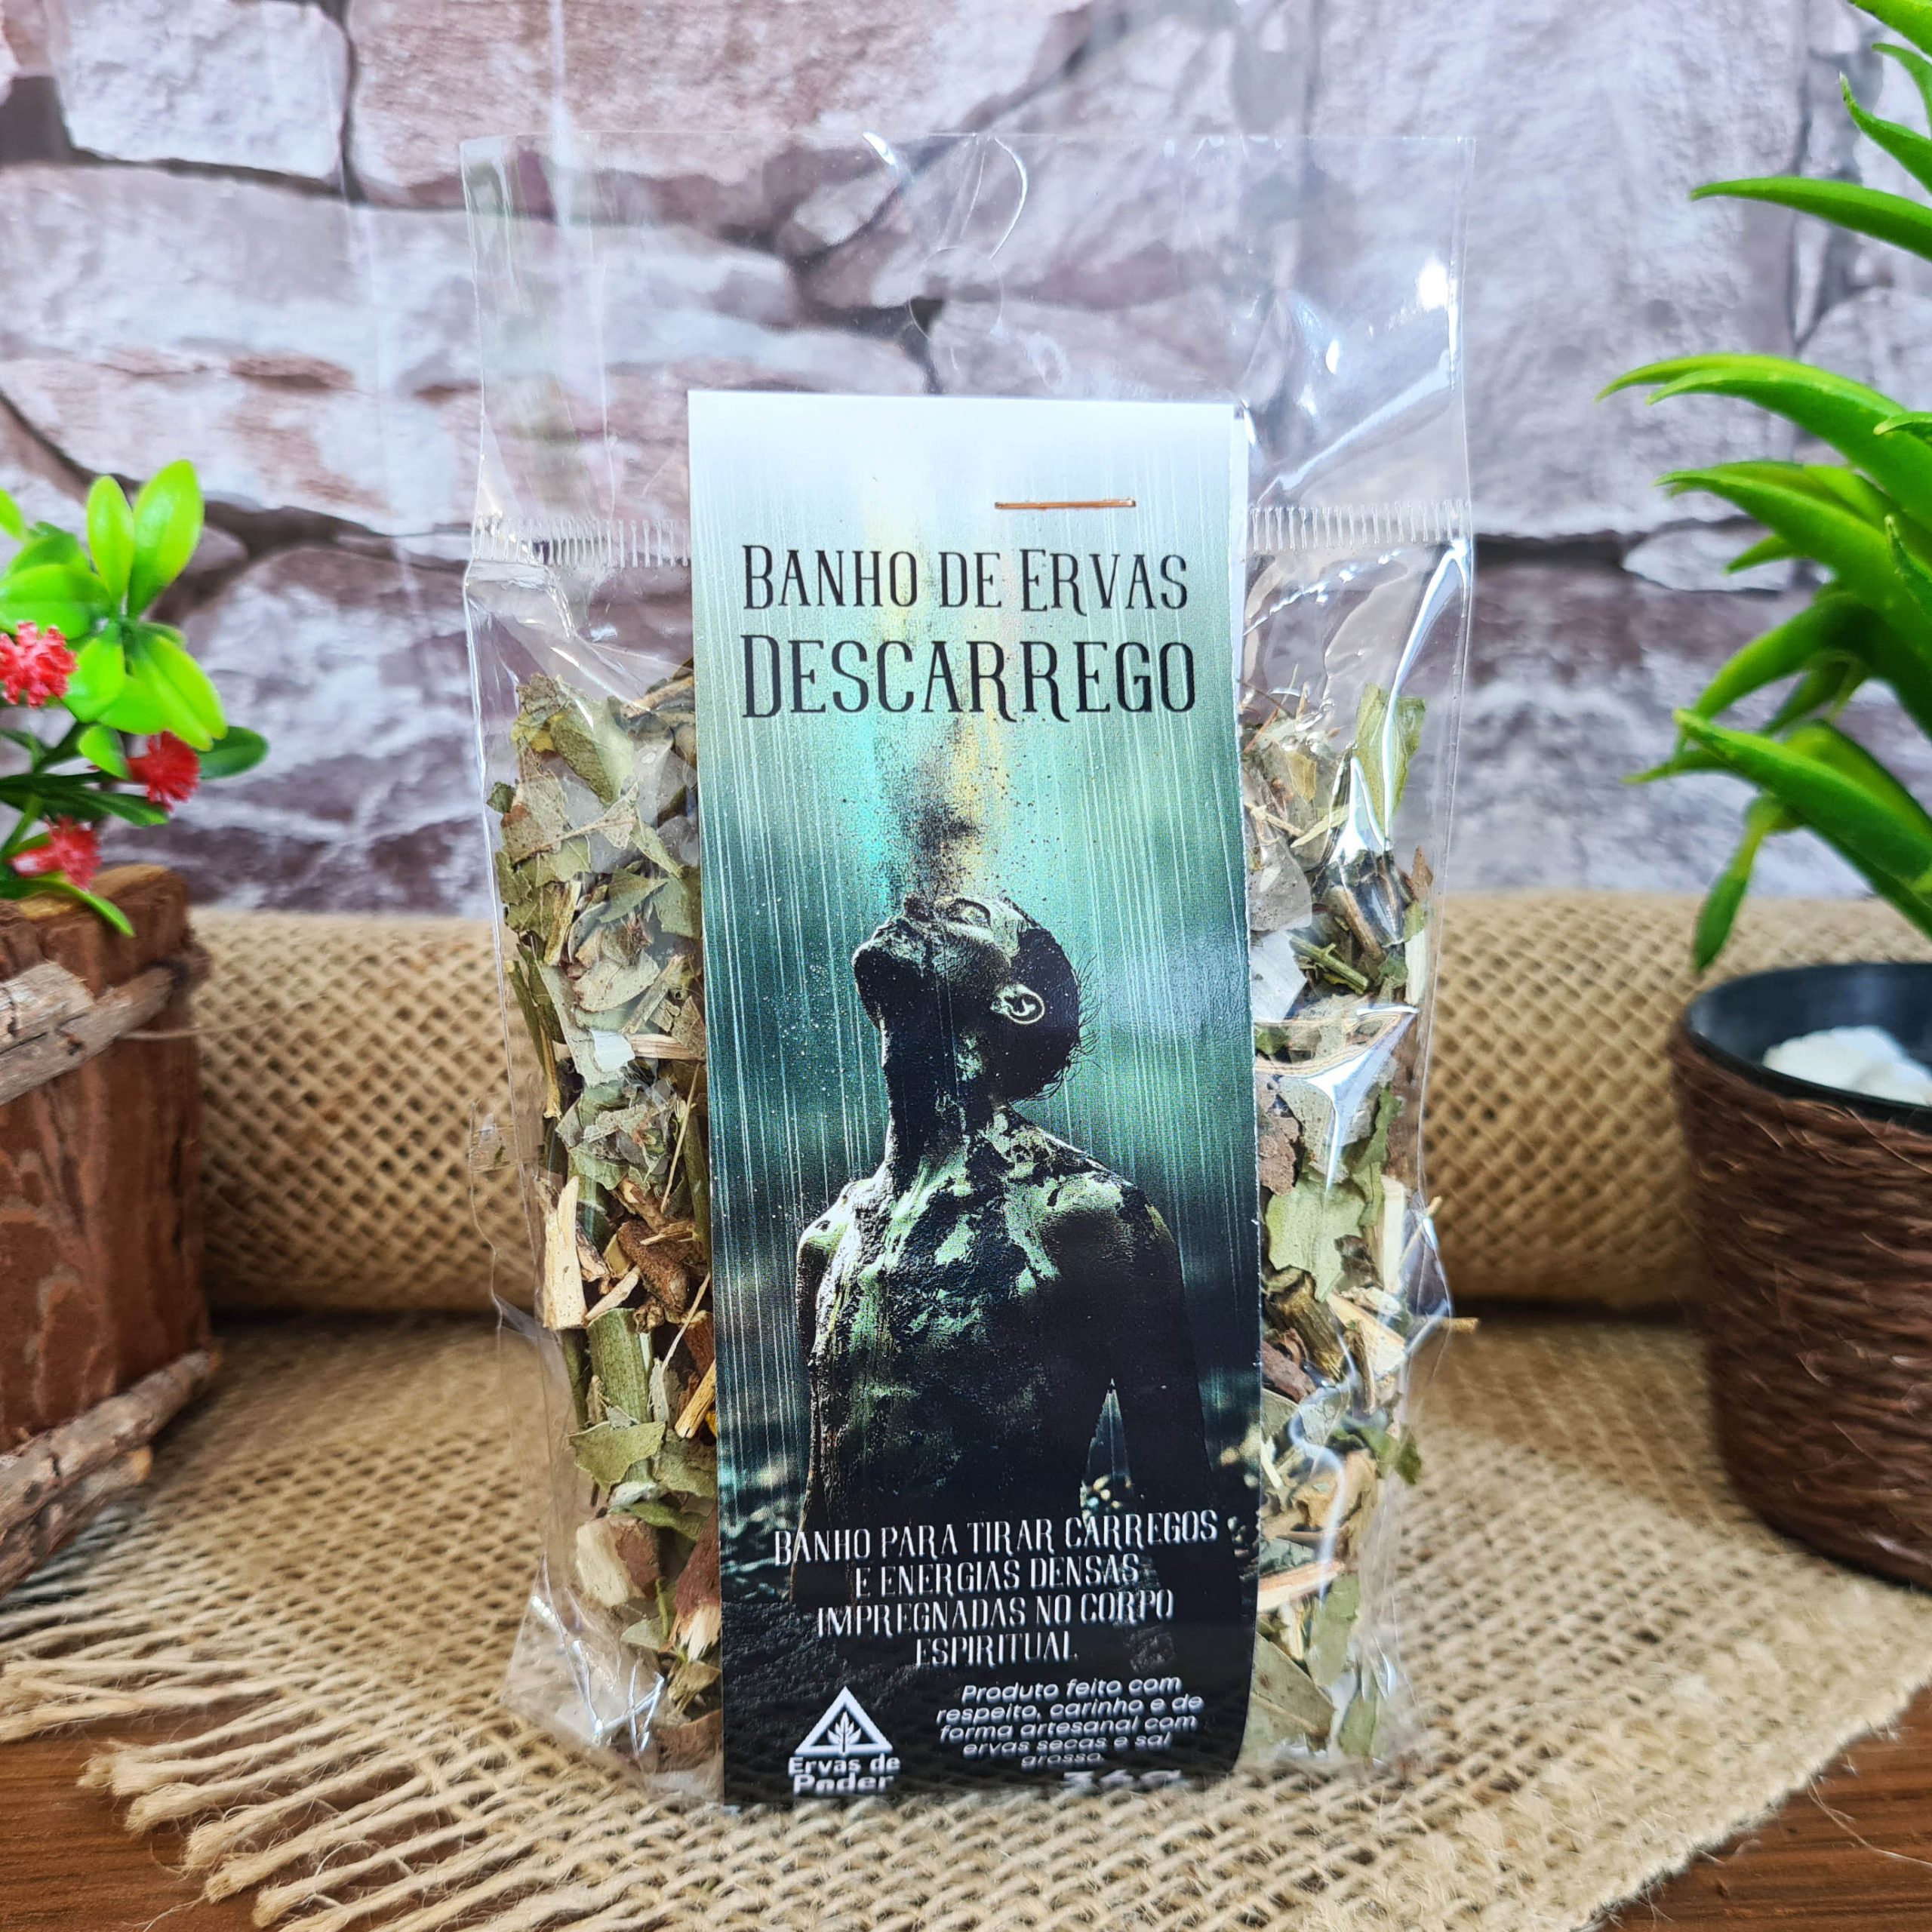 BANHO DE ERVAS
DESCARREGO
BANHO PARA TIRAR CARREGOS
E ENERGIAS DENSAS
IMPREGNADAS NO CORPO
ESPIRITUAL
Produto feito com
respeito, carinho e de
forma artesanal com
ervas secas e sal
grosso.
Ervas de
Poder